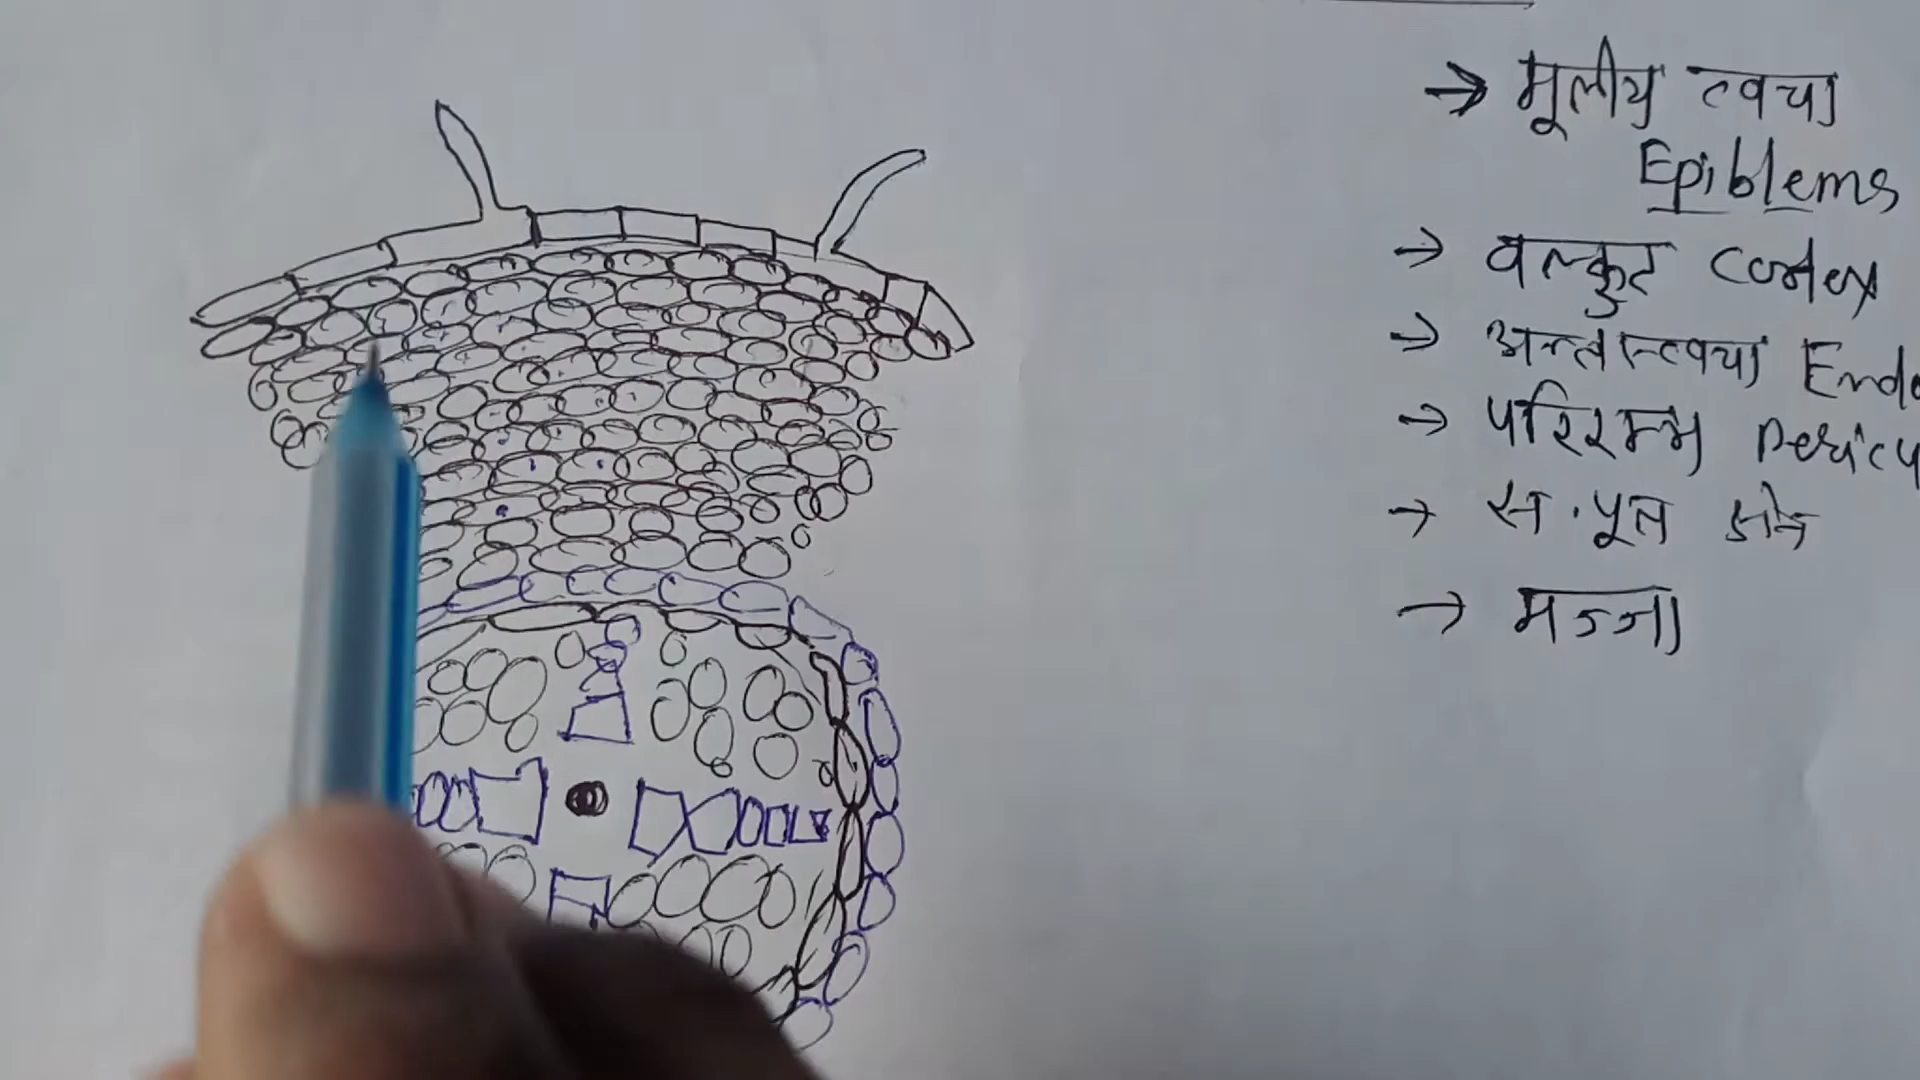 → मूलीय त्वचा
Epiblems
→ वल्कुट cortex
→ अन्तस्त्वचा Endo
→ परिरम्भ pericy
→ स. पूल क्षेत्र
→ मज्जा